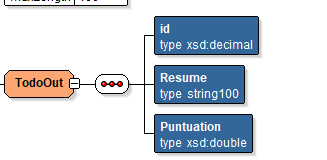 id
type xsd:decimal
TodoOut
Resume
type string100
Puntuation
type xsd:double